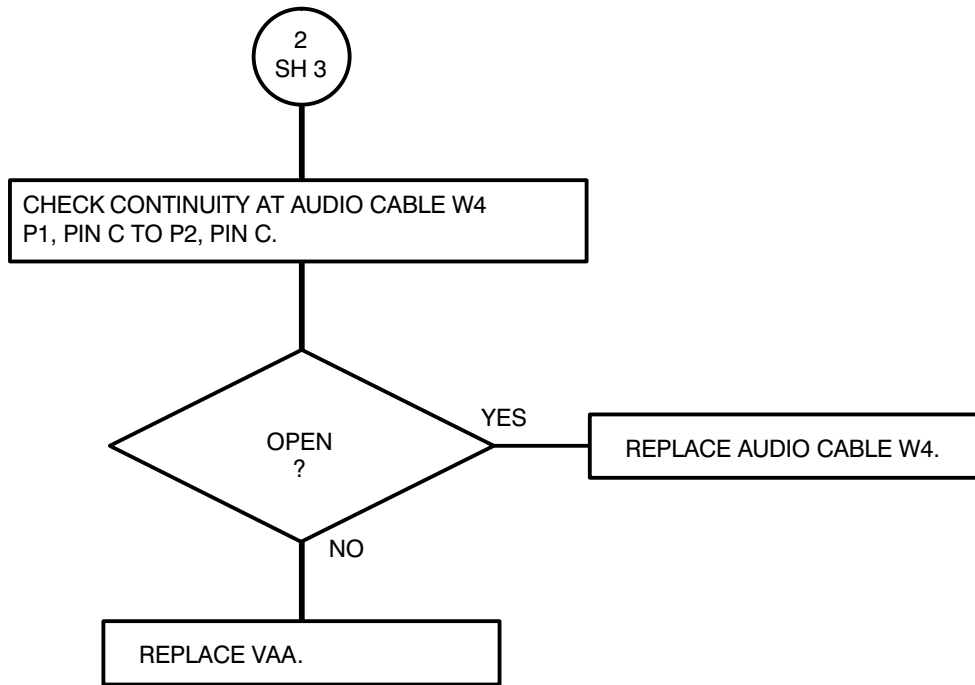 2
SH 3
CHECK CONTINUITY AT AUDIO CABLE W4
P1, PIN C TO P2, PIN C.
OPEN
?
YES
REPLACE AUDIO CABLE W4.
NO
REPLACE VAA.